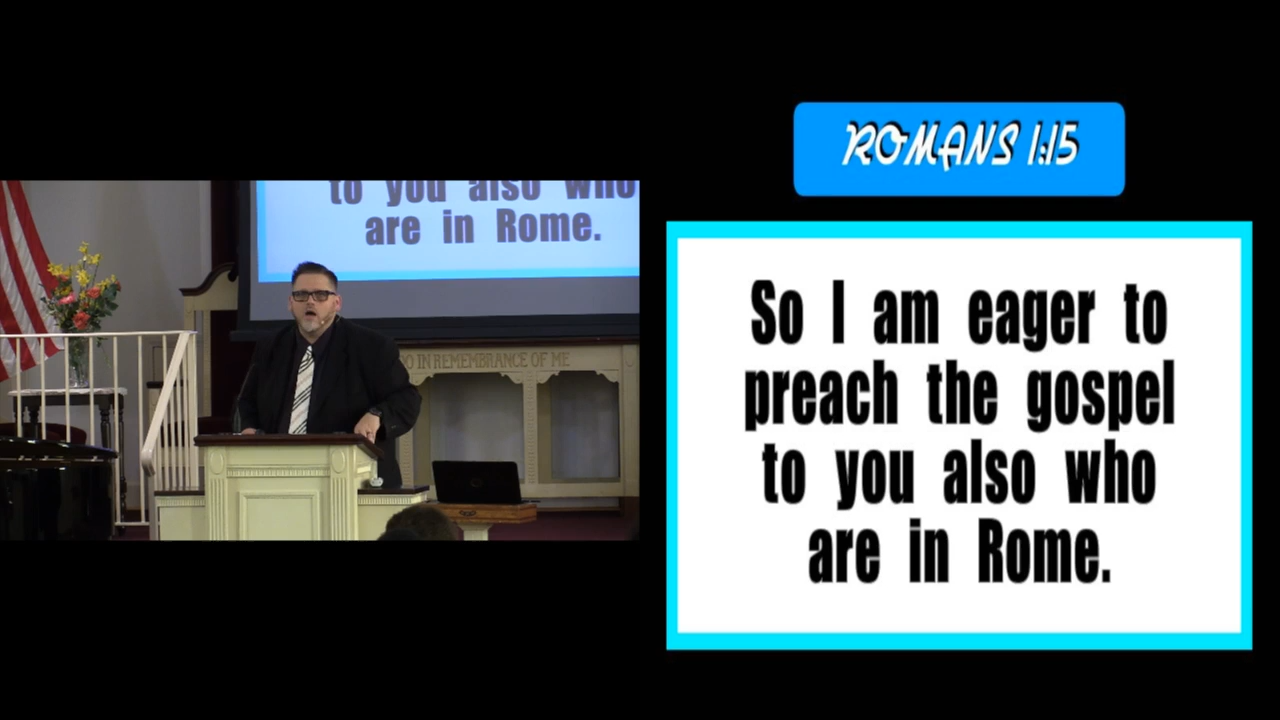 to you also who
are in Rome.
DO IN REMEMBRANCE OF ME
ROMANS 1:15
So I am eager to
preach the gospel
to you also who
are in Rome.